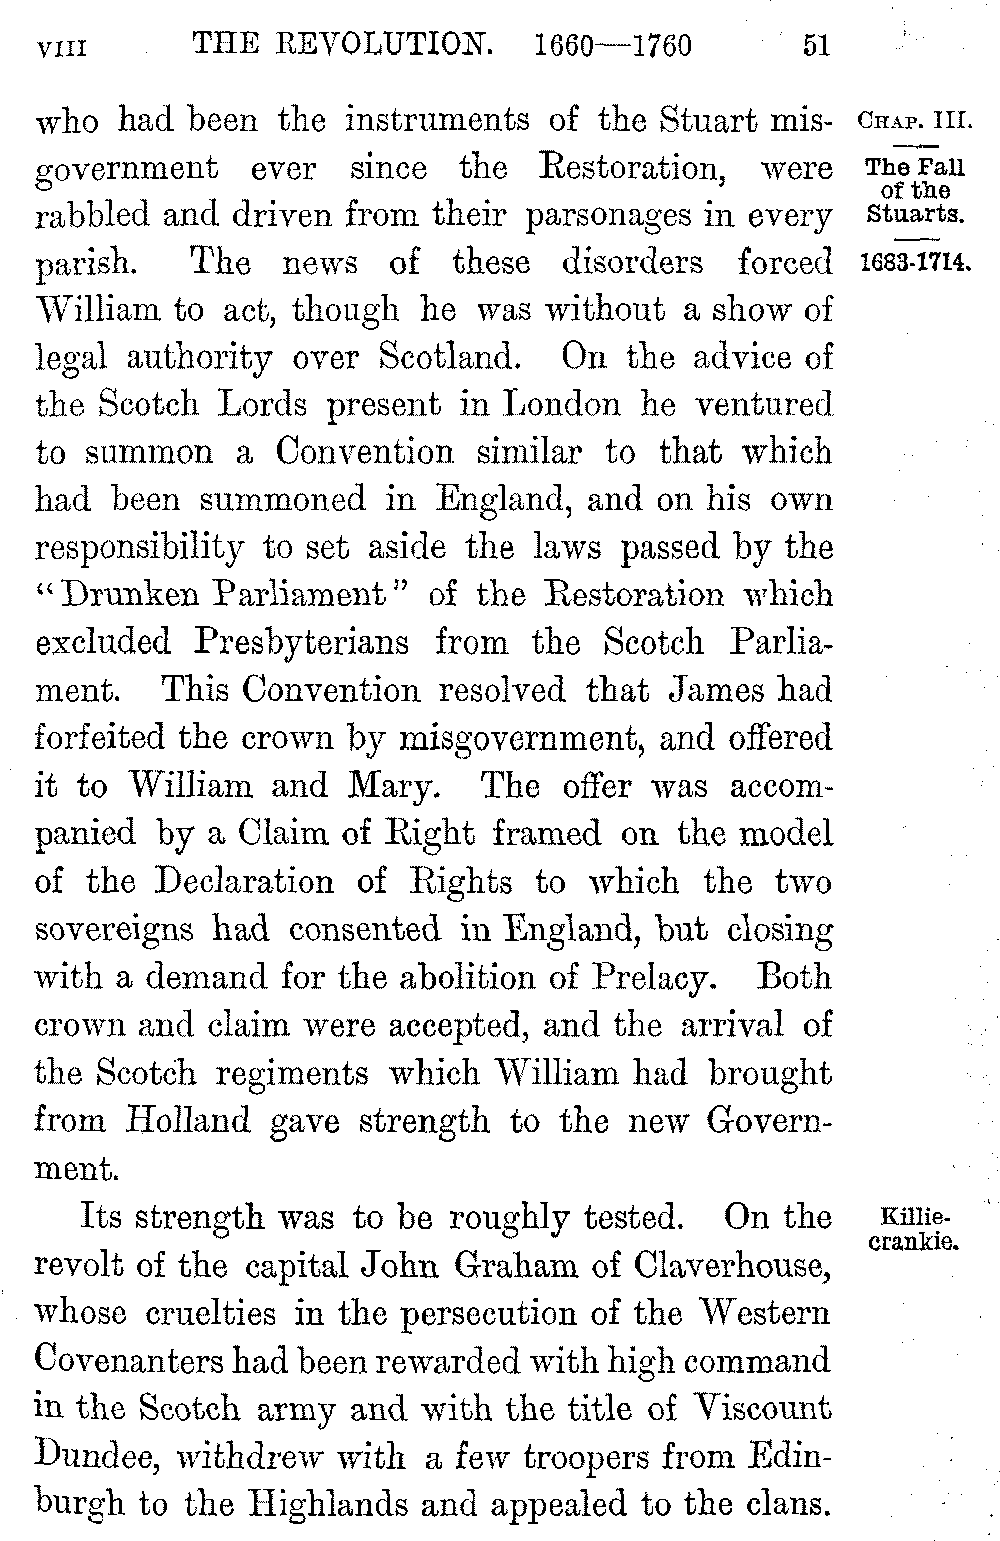 VIII THE REVOLUTION. 1660—1760 51
who had been the instruments of the Stuart mis-
government ever since the Restoration, were
rabbled and driven from their parsonages in every
parish. The news of these disorders forced
William to act, though he was without a show of
legal authority over Scotland. On the advice of
the Scotch Lords present in London he ventured
to summon a Convention similar to that which
had been summoned in England, and on his own
responsibility to set aside the laws passed by the
“Drunken Parliament” of the Restoration which
excluded Presbyterians from the Scotch Parlia-
ment. This Convention resolved that James had
forfeited the crown by misgovernment, and offered
it to William and Mary. The offer was accom-
panied by a Claim of Right framed on the model
of the Declaration of Rights to which the two
sovereigns had consented in England, but closing
with a demand for the abolition of Prelacy. Both
crown and claim were accepted, and the arrival of
the Scotch regiments which William had brought
from Holland gave strength to the new Govern-
ment.
Its strength was to be roughly tested. On the
revolt of the capital John Graham of Claverhouse,
whose cruelties in the persecution of the Western
Covenanters had been rewarded with high command
in the Scotch army and with the title of Viscount
Dundee, withdrew with a few troopers from Edin-
burgh to the Highlands and appealed to the clans.
CHAP. III.
The Fall
of the
Stuarts.
1683-1714.
Killie-
crankie.